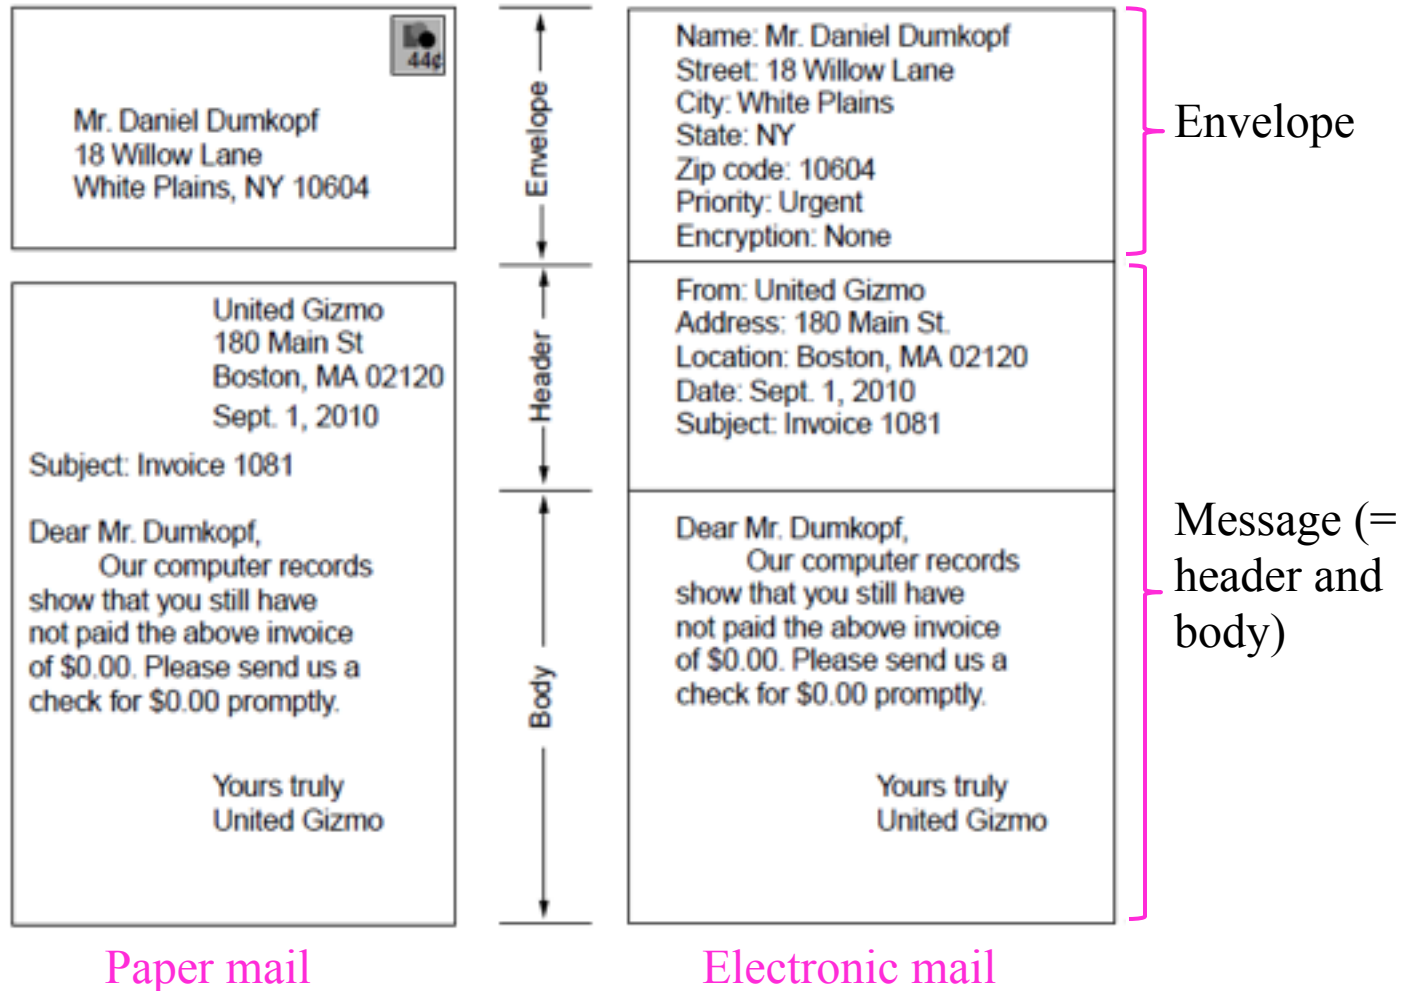 44¢
Mr. Daniel Dumkopf
18 Willow Lane
White Plains, NY 10604
United Gizmo
180 Main St
Boston, MA 02120
Sept. 1, 2010
Subject: Invoice 1081
Dear Mr. Dumkopf,
Our computer records
show that you still have
not paid the above invoice
of $0.00. Please send us a
check for $0.00 promptly.
Yours truly
United Gizmo
Paper mail
Envelope
Header
Body
Name: Mr. Daniel Dumkopf
Street: 18 Willow Lane
City: White Plains
State: NY
Zip code: 10604
Priority: Urgent
Encryption: None
From: United Gizmo
Address: 180 Main St.
Location: Boston, MA 02120
Date: Sept. 1, 2010
Subject: Invoice 1081
Dear Mr. Dumkopf,
Our computer records
show that you still have
not paid the above invoice
of $0.00. Please send us a
check for $0.00 promptly.
Yours truly
United Gizmo
Electronic mail
Envelope
Message (=
header and
body)